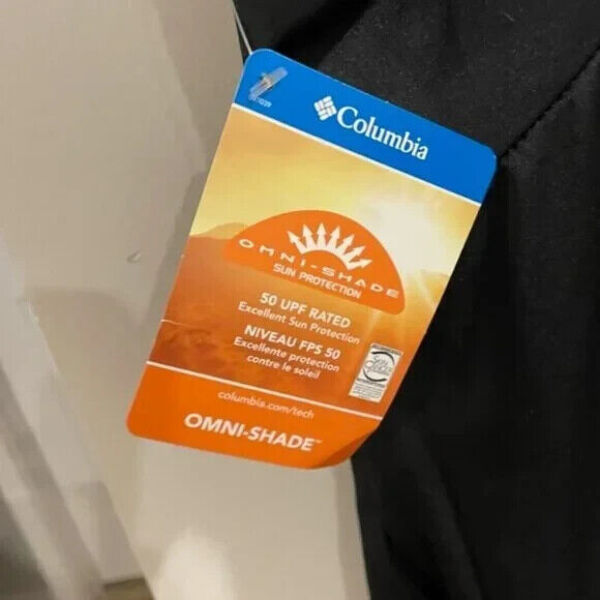 Columbia
OMNI-SHADE
SUN PROTECTION
50 UPF RATED
Excellent Sun Protection
NIVEAU FPS 50
Excellente protection
contre le soleil
columbia.com/tech
OMNI-SHADE™